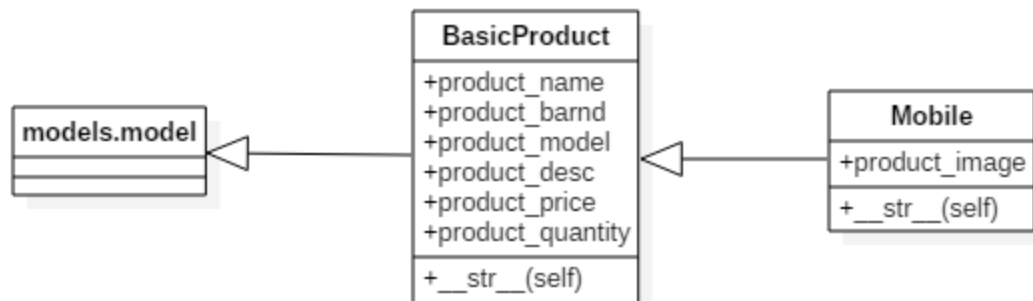 models.model
BasicProduct
+product_name
+product_barnd
+product_model
+product_desc
+product_price
+product_quantity
+__str__(self)
Mobile
+product_image
+__str__(self)